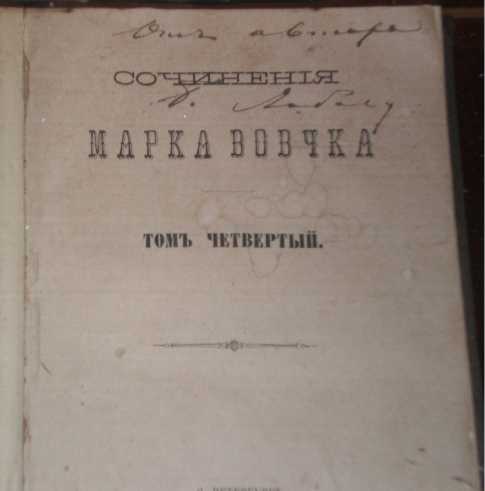 Отъ автора
СОЧИНЕНІЯ
МАРКА ВОВЧКА
ТОМЪ ЧЕТВЕРТЫЙ.